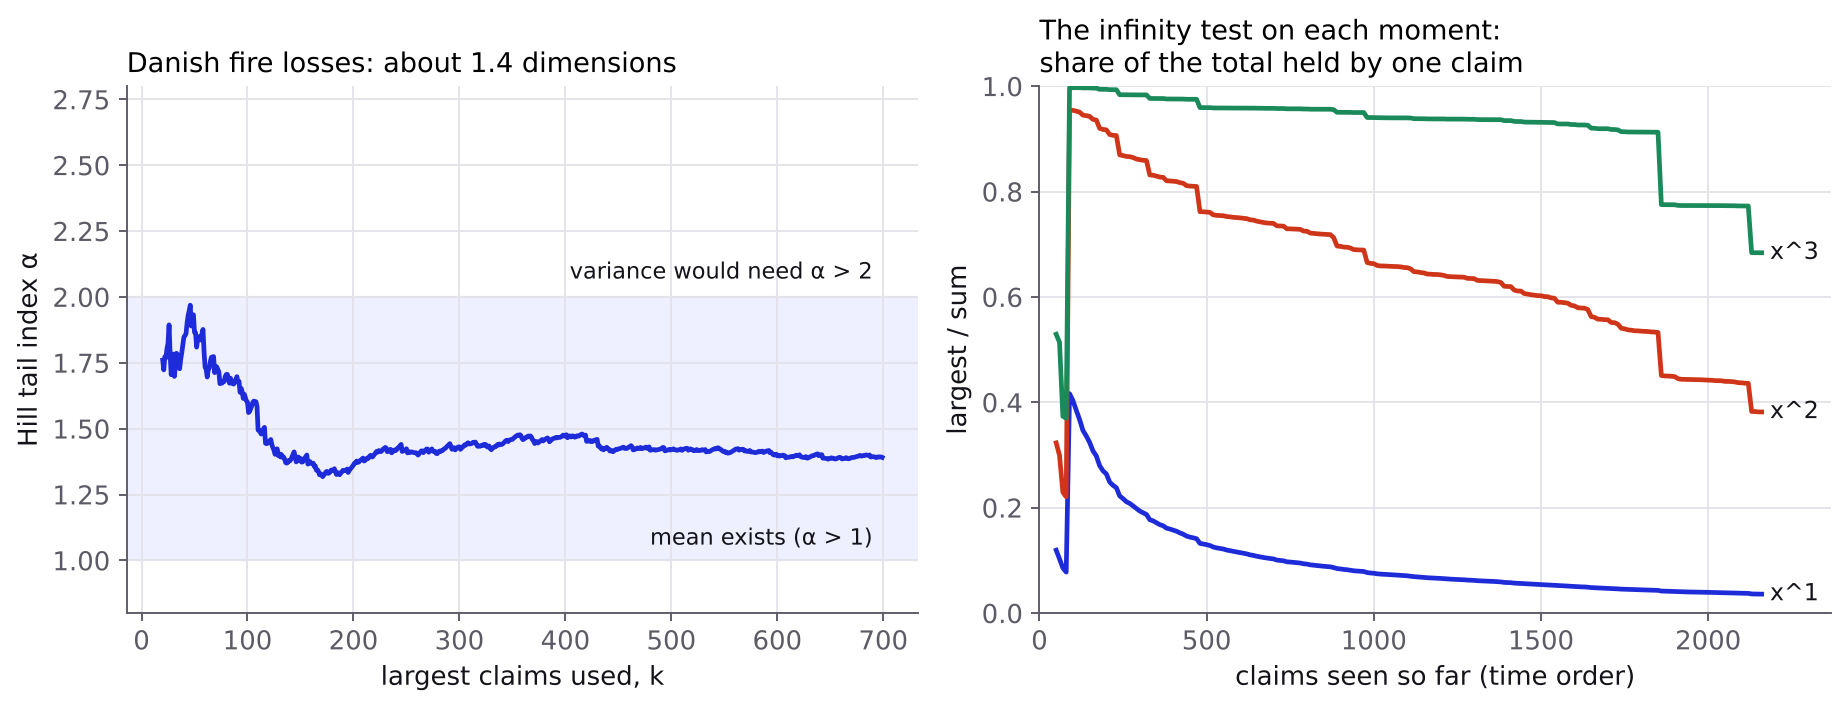 Danish fire losses: about 1.4 dimensions
2.75
2.50
2.25
2.00
1.75
1.50
1.25
1.00
Hill tail index α
variance would need α > 2
mean exists (α > 1)
0 100 200 300 400 500 600 700
largest claims used, k
The infinity test on each moment:
share of the total held by one claim
1.0
0.8
0.6
0.4
0.2
0.0
largest / sum
x^3
x^2
x^1
0 500 1000 1500 2000
claims seen so far (time order)